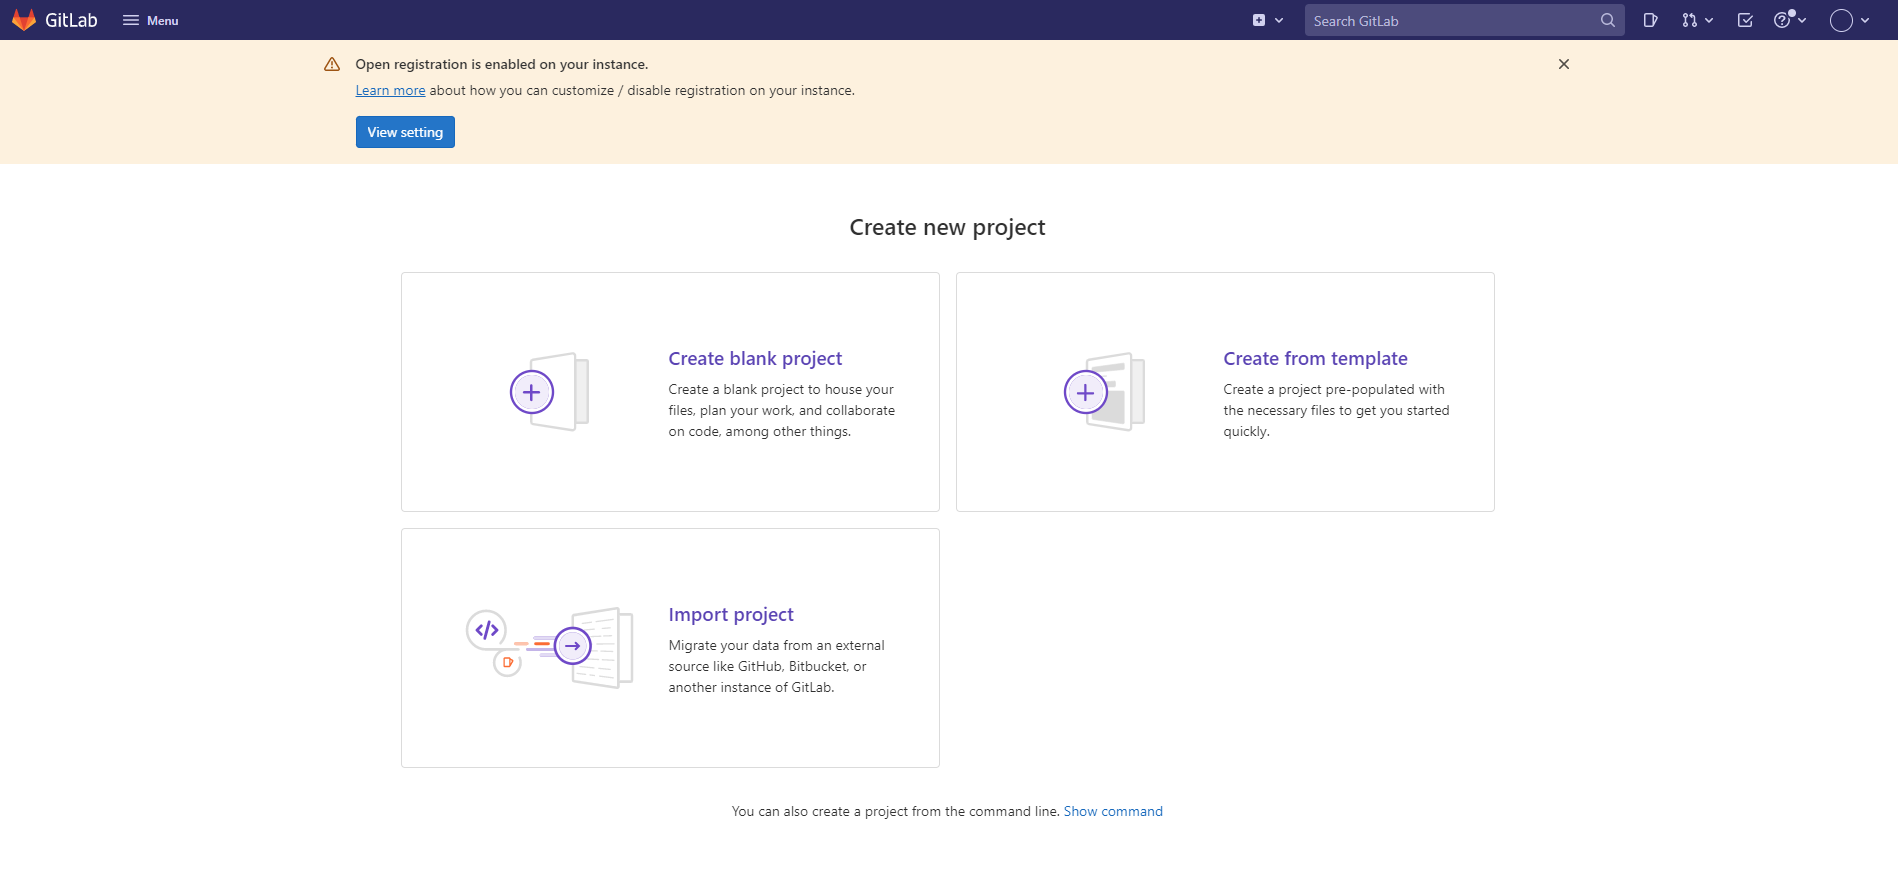 GitLab
Menu
Search GitLab
Open registration is enabled on your instance.
Learn more about how you can customize / disable registration on your instance.
View setting
Create new project
Create blank project
Create a blank project to house your
files, plan your work, and collaborate
on code, among other things.
Create from template
Create a project pre-populated with
the necessary files to get you started
quickly.
Import project
Migrate your data from an external
source like GitHub, Bitbucket, or
another instance of GitLab.
You can also create a project from the command line. Show command